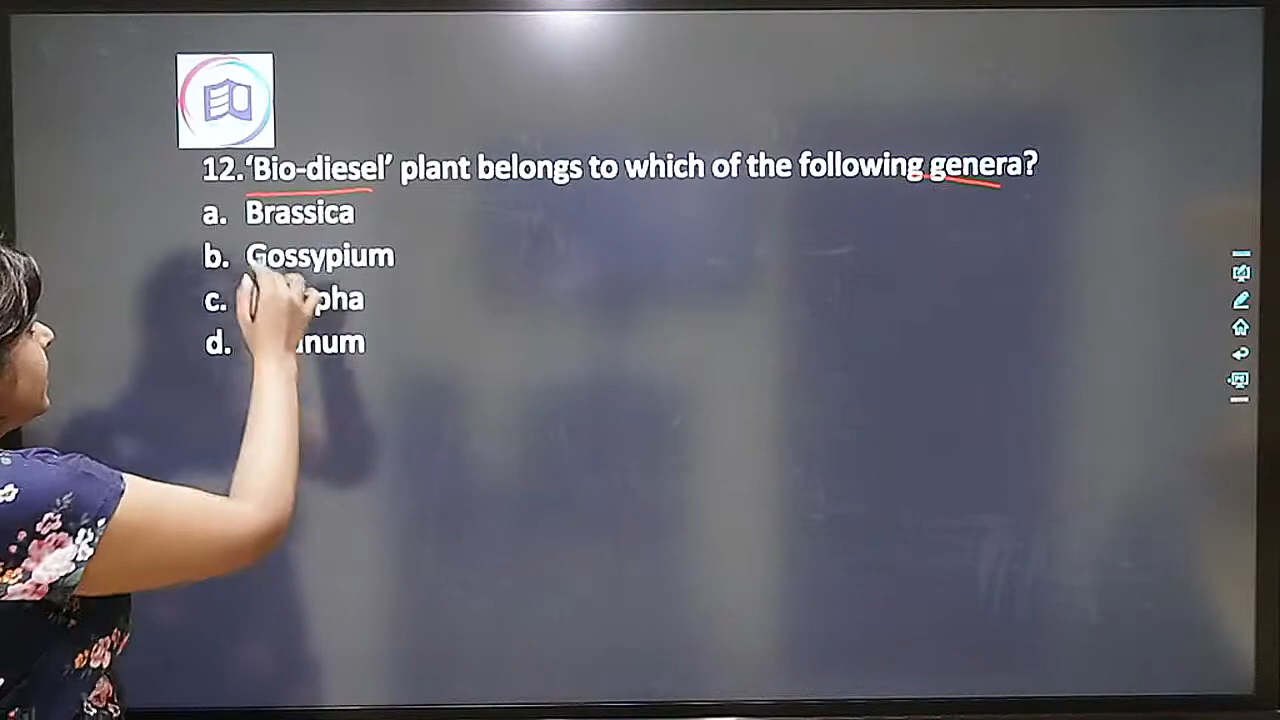 12. ‘Bio-diesel’ plant belongs to which of the following genera?
a. Brassica
b. Gossypium
c.
d.